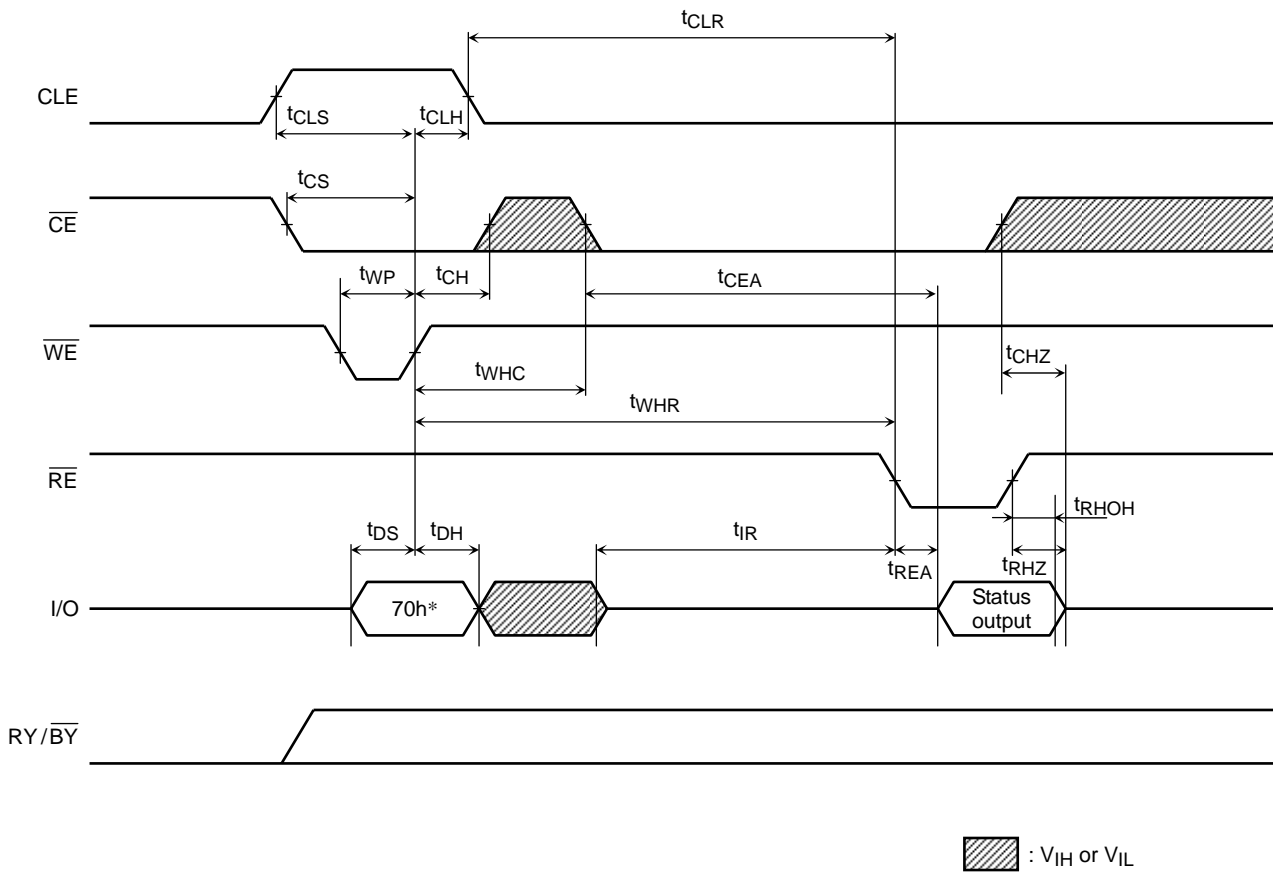 tCLR
CLE
tCLS
tCLH
tCS
CE
tWP
tCH
tCEA
WE
tCHZ
tWHC
tWHR
RE
tRHOH
tDS
tDH
tIR
tREA
tRHZ
I/O
70h*
Status
output
RY/BY
: VIH or VIL